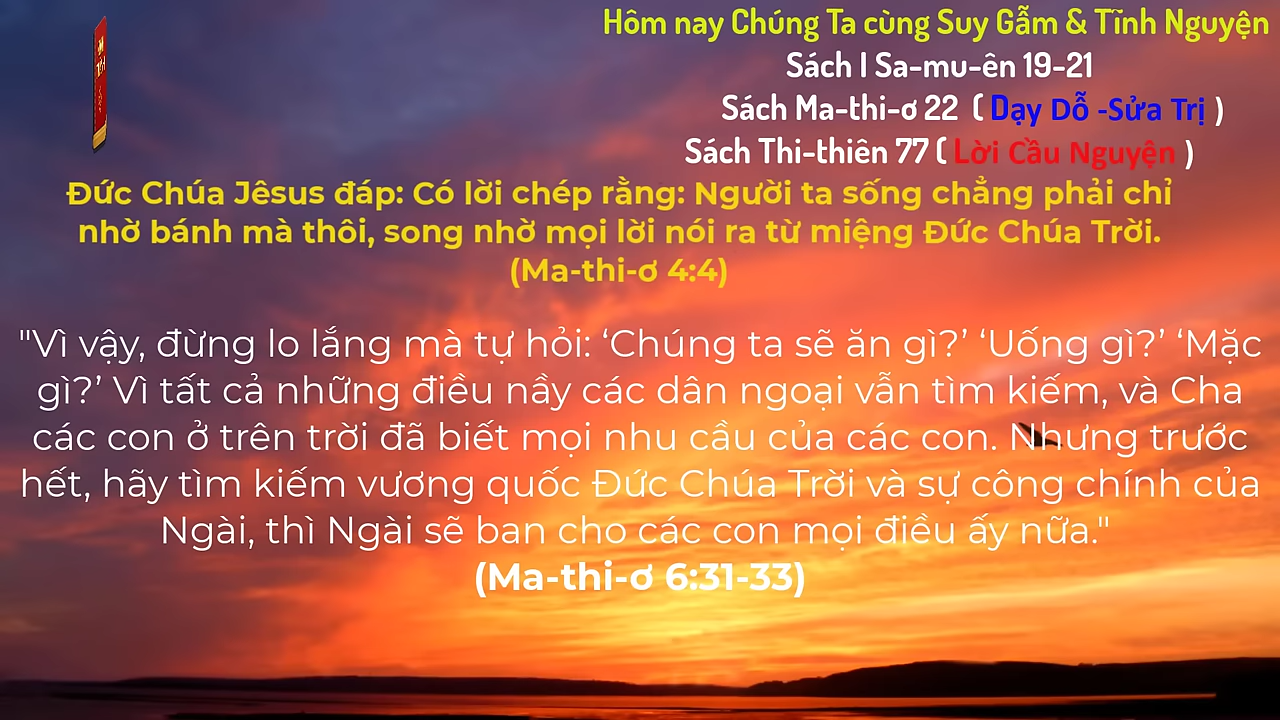 Hôm nay Chúng Ta cùng Suy Gẫm & Tĩnh Nguyện
Sách I Sa-mu-ên 19-21
Sách Ma-thi-ơ 22 ( Dạy Dỗ -Sửa Trị )
Sách Thi-thiên 77 ( Lời Cầu Nguyện )
Đức Chúa Jêsus đáp: Có lời chép rằng: Người ta sống chẳng phải chỉ
nhờ bánh mà thôi, song nhờ mọi lời nói ra từ miệng Đức Chúa Trời.
(Ma-thi-ơ 4:4)
"Vì vậy, đừng lo lắng mà tự hỏi: ‘Chúng ta sẽ ăn gì?’ ‘Uống gì?’ ‘Mặc
gì?’ Vì tất cả những điều nầy các dân ngoại vẫn tìm kiếm, và Cha
các con ở trên trời đã biết mọi nhu cầu của các con. Nhưng trước
hết, hãy tìm kiếm vương quốc Đức Chúa Trời và sự công chính của
Ngài, thì Ngài sẽ ban cho các con mọi điều ấy nữa."
(Ma-thi-ơ 6:31-33)